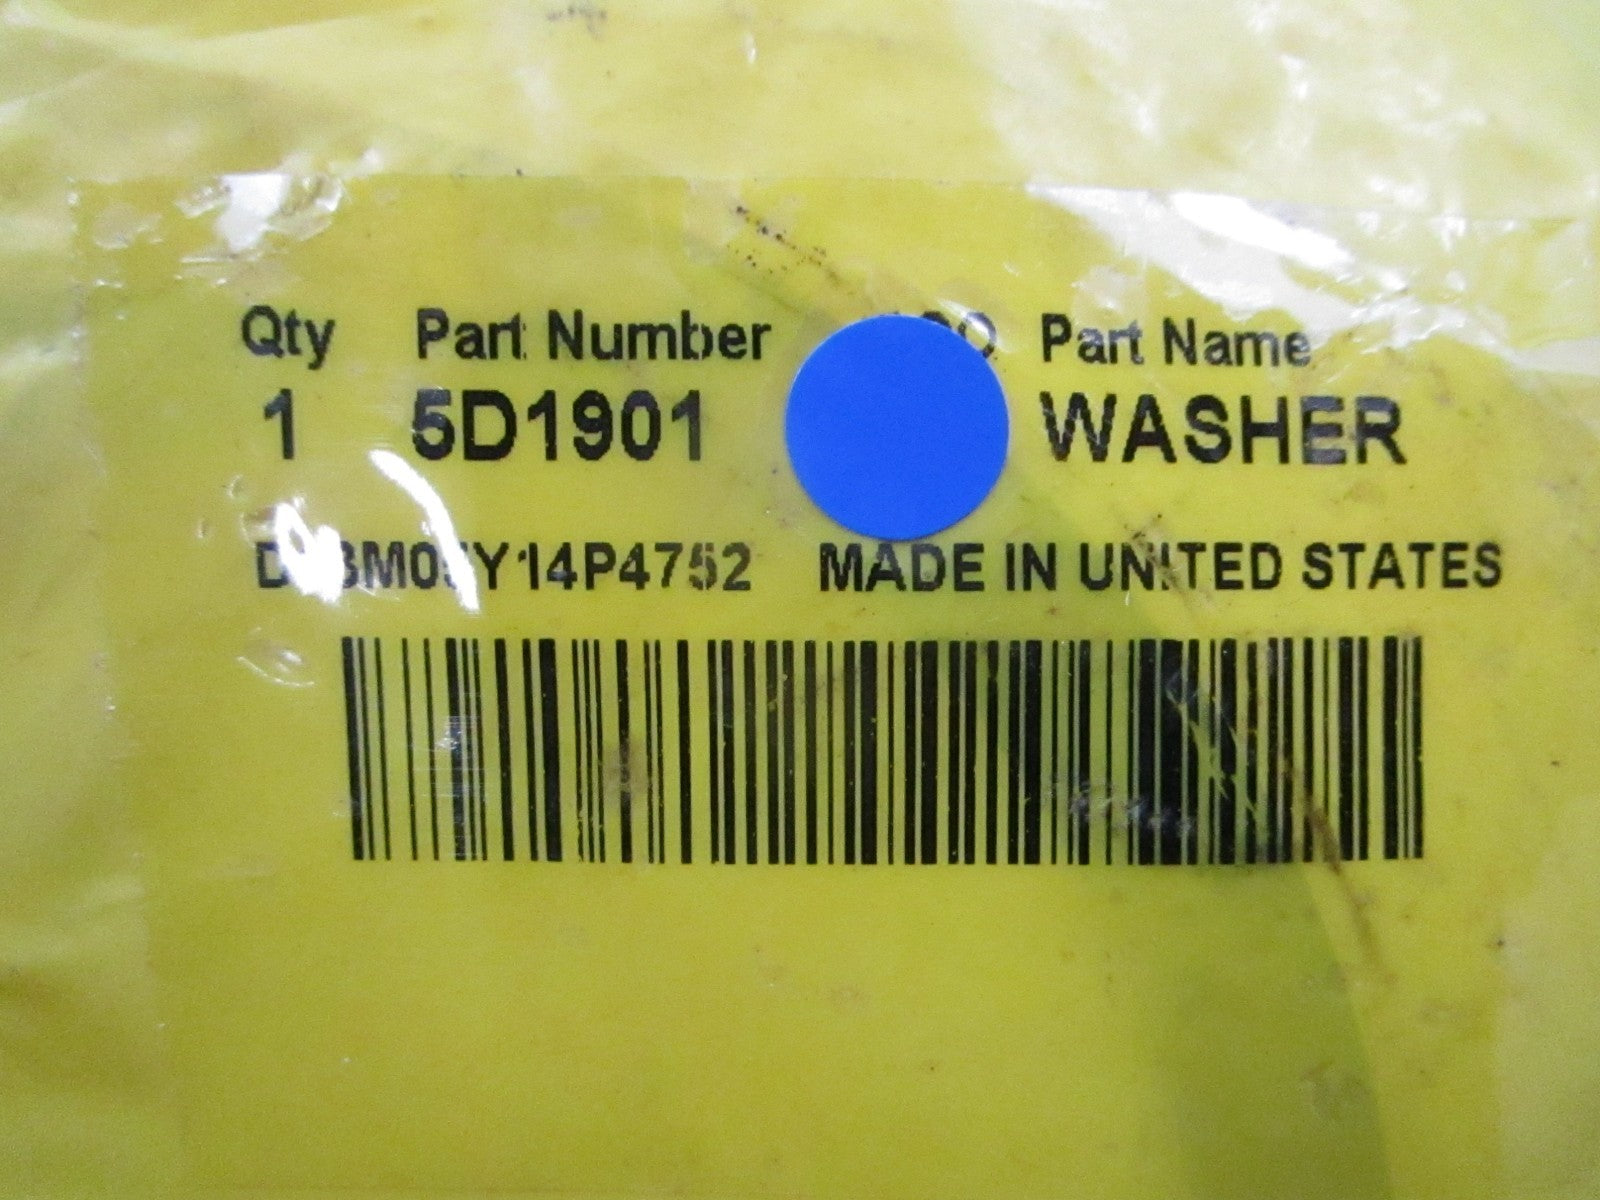 Qty Part Number Part Name
1 5D1901 WASHER
MADE IN UNITED STATES